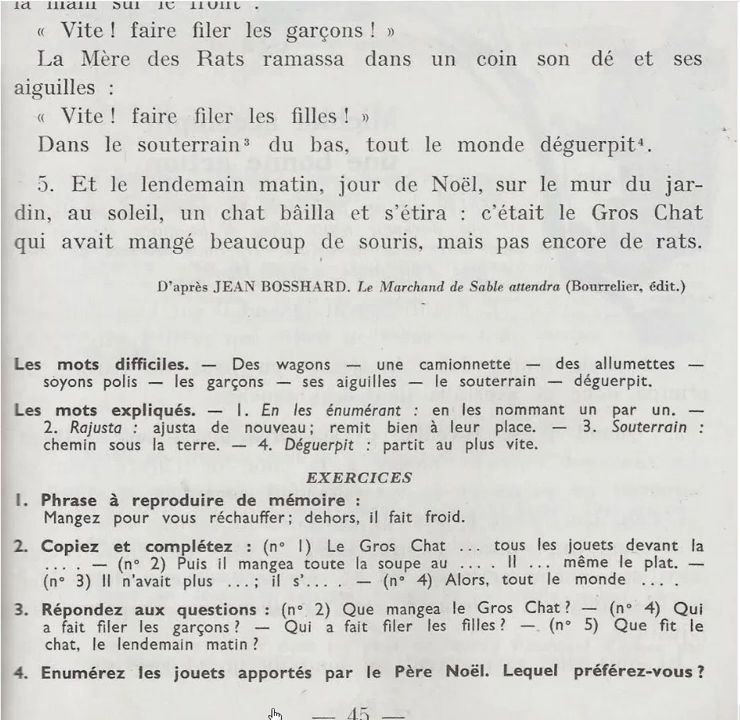 la main sur le front .
« Vite ! faire filer les garçons ! »
La Mère des Rats ramassa dans un coin son dé et ses
aiguilles :
« Vite ! faire filer les filles ! »
Dans le souterrain³ du bas, tout le monde déguerpit⁴.
5. Et le lendemain matin, jour de Noël, sur le mur du jar-
din, au soleil, un chat bâilla et s'étira : c'était le Gros Chat
qui avait mangé beaucoup de souris, mais pas encore de rats.
D'après JEAN BOSSHARD. Le Marchand de Sable attendra (Bourrelier, édit.)
Les mots difficiles. — Des wagons — une camionnette — des allumettes —
soyons polis — les garçons — ses aiguilles — le souterrain — déguerpit.
Les mots expliqués. — 1. En les énumérant : en les nommant un par un. —
2. Rajusta : ajusta de nouveau ; remit bien à leur place. — 3. Souterrain :
chemin sous la terre. — 4. Déguerpit : partit au plus vite.
EXERCICES
1. Phrase à reproduire de mémoire :
Mangez pour vous réchauffer ; dehors, il fait froid.
2. Copiez et complétez : (n° 1) Le Gros Chat ... tous les jouets devant la
.... — (n° 2) Puis il mangea toute la soupe au .... Il ... même le plat. —
(n° 3) Il n'avait plus ... ; il s'.... — (n° 4) Alors, tout le monde ....
3. Répondez aux questions : (n° 2) Que mangea le Gros Chat ? — (n° 4) Qui
a fait filer les garçons ? — Qui a fait filer les filles ? — (n° 5) Que fit le
chat, le lendemain matin ?
4. Enumérez les jouets apportés par le Père Noël. Lequel préférez-vous ?
— 45 —